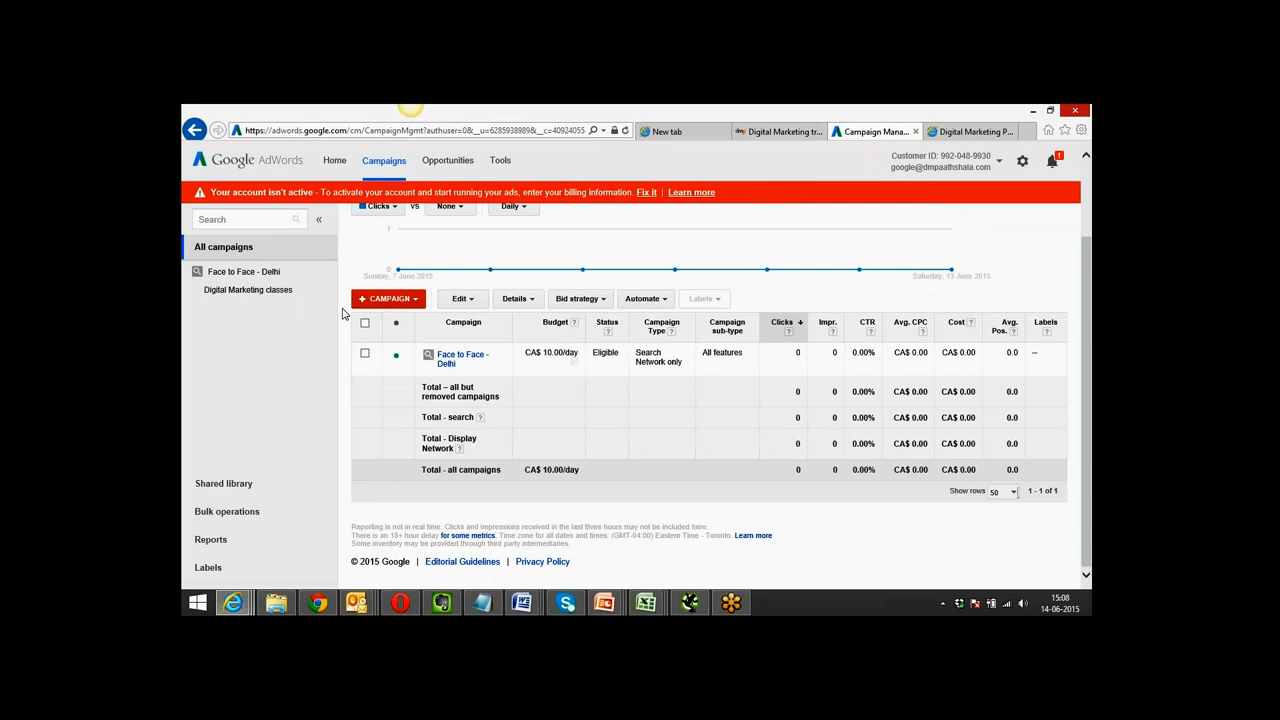 https://adwords.google.com/cm/CampaignMgmt?authuser=0&__u=6285938989&__c=40924055
New tab
Digital Marketing tr...
Campaign Mana...
Digital Marketing P...
Google AdWords
Home
Campaigns
Opportunities
Tools
Customer ID: 992-048-9930
google@dmpaathshala.com
Your account isn't active - To activate your account and start running your ads, enter your billing information. Fix it | Learn more
Search
«
Clicks
VS
None
Daily
1
0
Sunday, 7 June 2015
Saturday, 13 June 2015
All campaigns
Face to Face - Delhi
Digital Marketing classes
Shared library
Bulk operations
Reports
Labels
+ CAMPAIGN
Edit
Details
Bid strategy
Automate
Labels
Campaign
Budget ?
Status ?
Campaign Type ?
Campaign sub-type ?
Clicks ?
Impr. ?
CTR ?
Avg. CPC ?
Cost ?
Avg. Pos. ?
Labels
Face to Face -
Delhi
CA$ 10.00/day
Eligible
Search
Network only
All features
0
0
0.00%
CA$ 0.00
CA$ 0.00
0.0
--
Total – all but
removed campaigns
0
0
0.00%
CA$ 0.00
CA$ 0.00
0.0
Total - search ?
0
0
0.00%
CA$ 0.00
CA$ 0.00
0.0
Total - Display
Network ?
0
0
0.00%
CA$ 0.00
CA$ 0.00
0.0
Total - all campaigns
CA$ 10.00/day
0
0
0.00%
CA$ 0.00
CA$ 0.00
0.0
Show rows 50
1 - 1 of 1
Reporting is not in real time. Clicks and impressions received in the last three hours may not be included here.
There is an 18+ hour delay for some metrics. Time zone for all dates and times: (GMT-04:00) Eastern Time - Toronto. Learn more
Some inventory may be provided through third party intermediaries.
© 2015 Google | Editorial Guidelines | Privacy Policy
15:08
14-06-2015